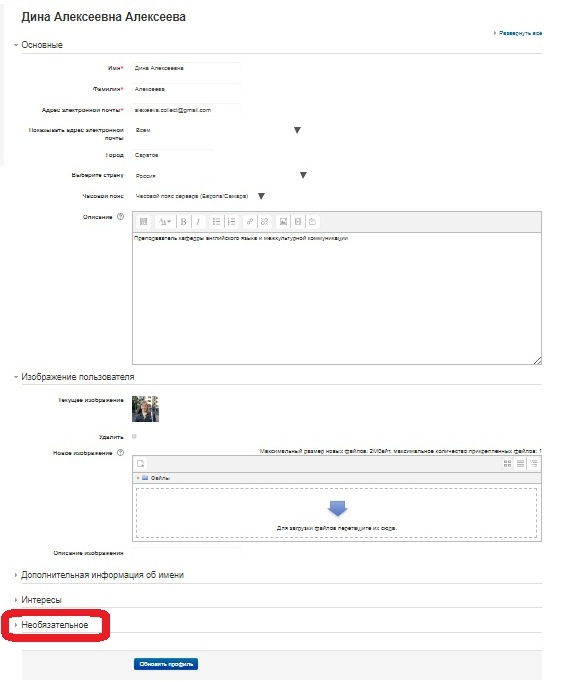 Дина Алексеевна Алексеева
Развернуть всё
Основные
Имя*
Дина Алексеевна
Фамилия*
Алексеева
Адрес электронной почты*
alexeeva.collect@gmail.com
Показывать адрес электронной
почты
Всем
Город
Саратов
Выберите страну
Россия
Часовой пояс
Часовой пояс сервера (Европа/Самара)
Описание
Преподаватель кафедры английского языка и межкультурной коммуникации
Изображение пользователя
Текущее изображение
Удалить
Новое изображение
Максимальный размер новых файлов: 2Мбайт, максимальное количество прикрепленных файлов: 1
Файлы
Для загрузки файлов перетащите их сюда.
Описание изображения
Дополнительная информация об имени
Интересы
Необязательное
Обновить профиль